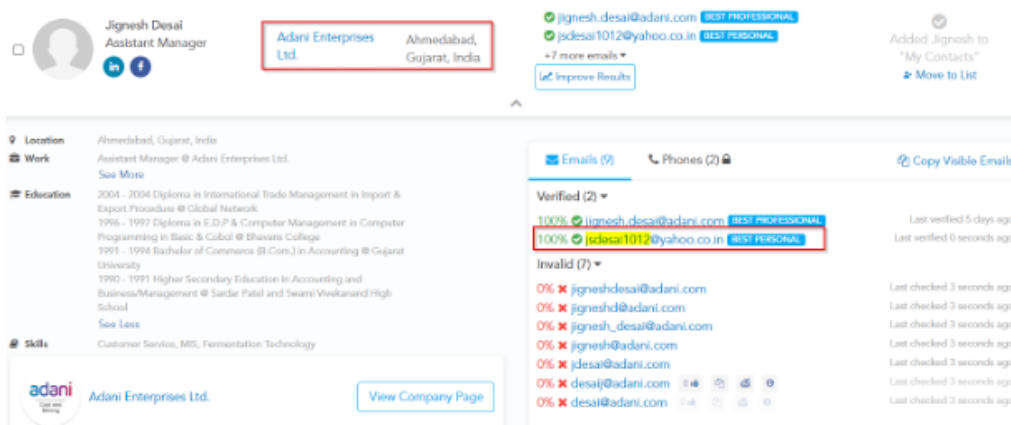 Jignesh Desai
Assistant Manager
Adani Enterprises
Ltd.
Ahmedabad,
Gujarat, India
jignesh.desai@adani.com BEST PROFESSIONAL
jsdesai1012@yahoo.co.in BEST PERSONAL
+7 more emails
Improve Results
Added Jignesh to
"My Contacts"
Move to List
Location Ahmedabad, Gujarat, India
Work Assistant Manager @ Adani Enterprises Ltd.
See More
Education 2004 - 2004 Diploma in International Trade Management in Import &
Export Procedure @ Global Network
1996 - 1997 Diploma in E.D.P & Computer Management in Computer
Programming in Basic & Cobol @ Bhavans College
1991 - 1994 Bachelor of Commerce (B.Com.) in Accounting @ Gujarat
University
1990 - 1991 Higher Secondary Education in Accounting and
Business/Management @ Sardar Patel and Swami Vivekanand High
School
See Less
Skills Customer Service, MIS, Fermentation Technology
adani
Adani Enterprises Ltd.
View Company Page
Emails (9)
Phones (2)
Copy Visible Emails
Verified (2)
100% jignesh.desai@adani.com BEST PROFESSIONAL Last verified 5 days ago
100% jsdesai1012@yahoo.co.in BEST PERSONAL Last verified 0 seconds ago
Invalid (7)
0% jigneshdesai@adani.com Last checked 3 seconds ago
0% jigneshd@adani.com Last checked 3 seconds ago
0% jignesh_desai@adani.com Last checked 3 seconds ago
0% jignesh@adani.com Last checked 3 seconds ago
0% jdesai@adani.com Last checked 3 seconds ago
0% desaij@adani.com Last checked 3 seconds ago
0% desai@adani.com Last checked 3 seconds ago